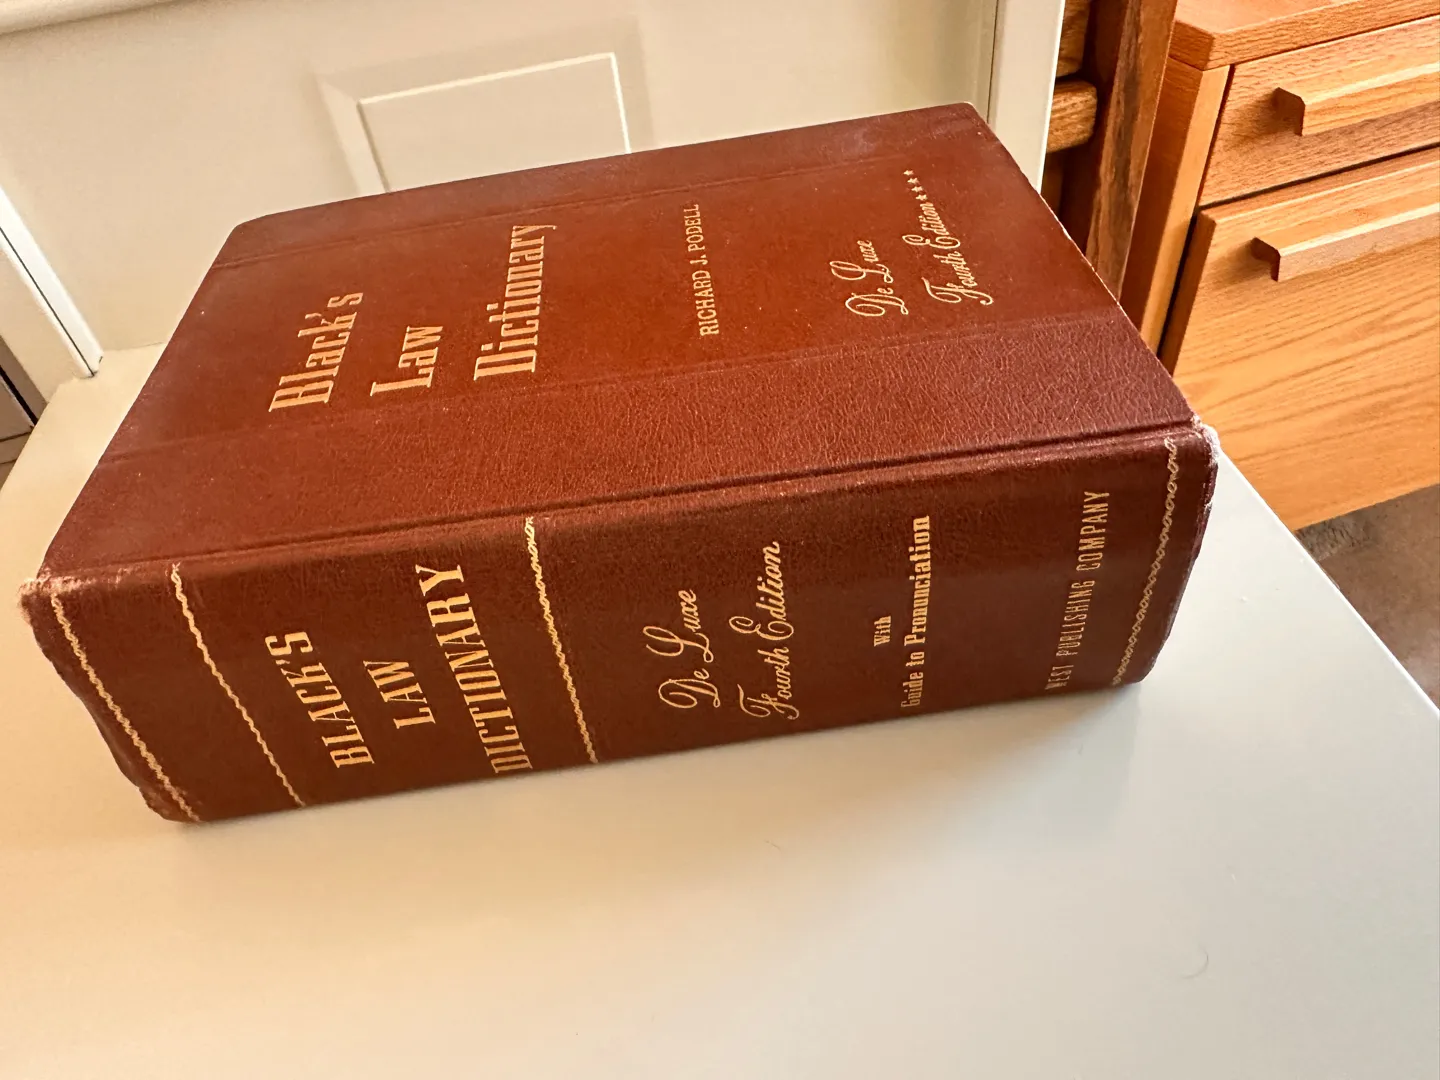 Black's
Law
Dictionary
RICHARD J. PODELL
De Luxe
Fourth Edition★★★★★
BLACK'S
LAW
DICTIONARY
De Luxe
Fourth Edition
With
Guide to Pronunciation
WEST PUBLISHING COMPANY